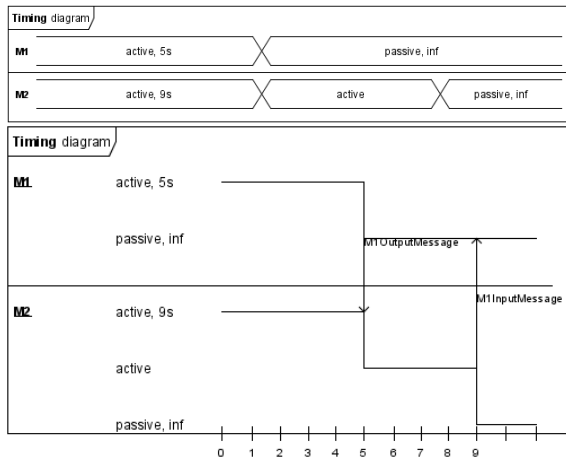 Timing diagram
M1 active, 5s passive, inf
M2 active, 9s active passive, inf
Timing diagram
M1 active, 5s
passive, inf
M1OutputMessage
M1InputMessage
M2 active, 9s
active
passive, inf
0 1 2 3 4 5 6 7 8 9